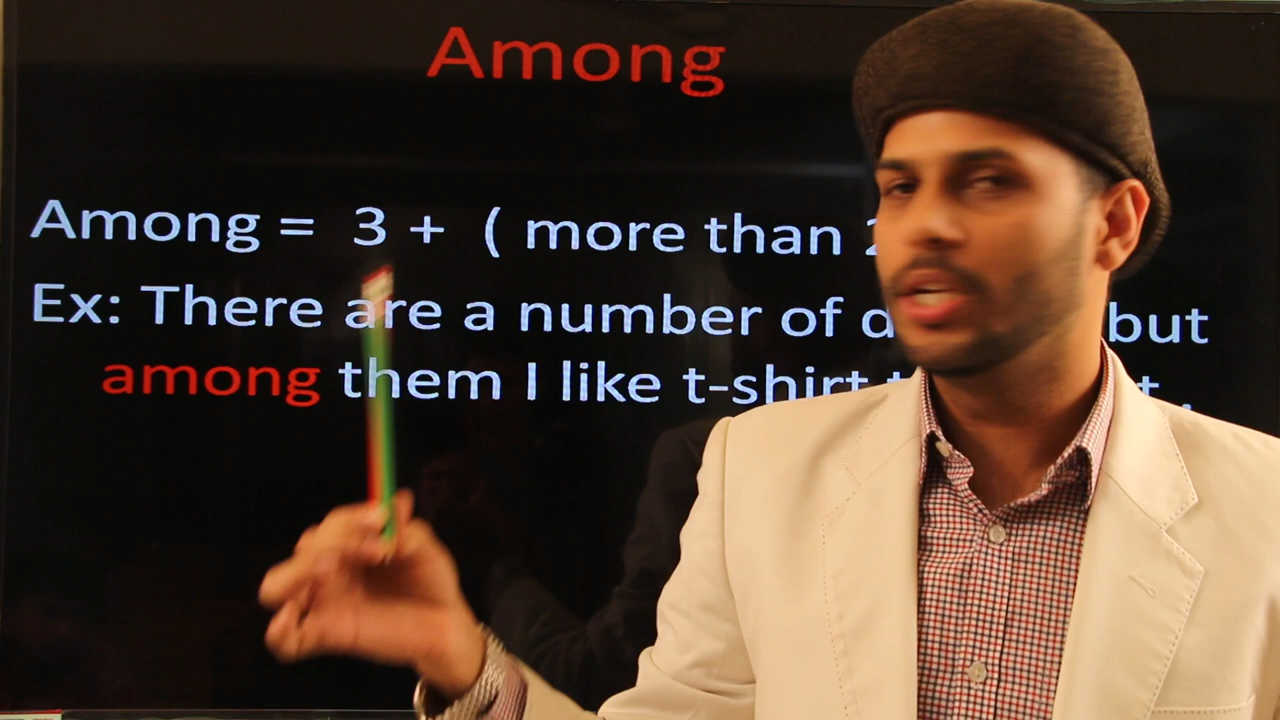 Among
Among = 3 + ( more than
Ex: There are a number of but
among them I like t-shirt